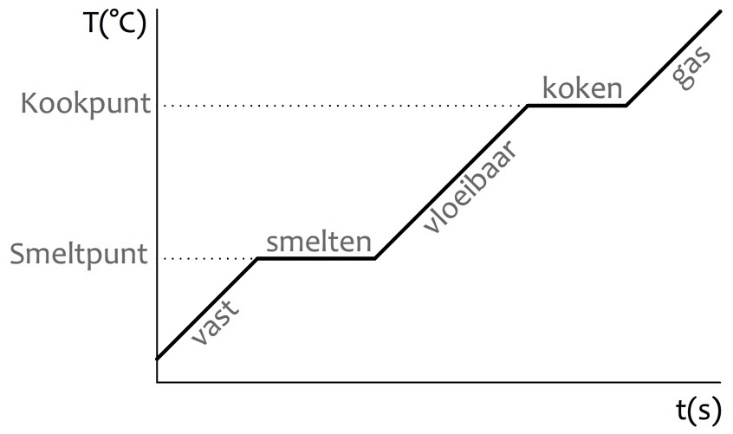 T(°C)
Kookpunt
koken
gas
vloeibaar
Smeltpunt
smelten
vast
t(s)